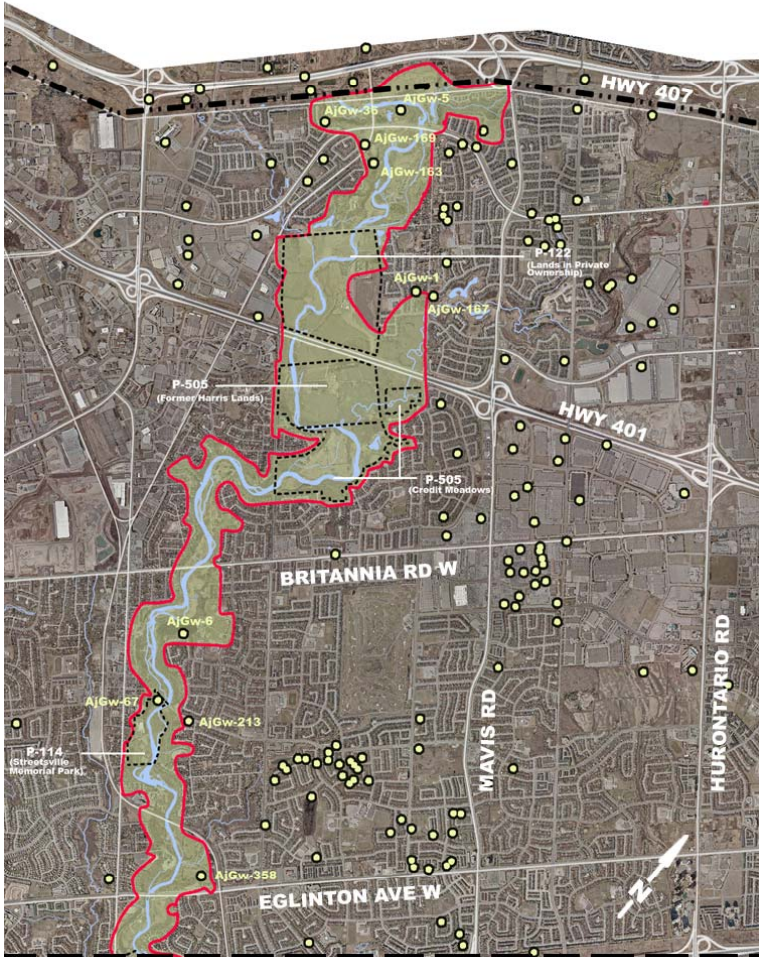 HWY 407
AjGw-5
AjGw-36
AjGw-169
AjGw-163
P-122
(Lands in Private
Ownership)
AjGw-1
AjGw-167
P-505
(Former Harris Lands)
HWY 401
P-505
(Credit Meadows)
BRITANNIA RD W
AjGw-6
AjGw-67
AjGw-213
P-114
(Streetsville
Memorial Park)
MAVIS RD
HURONTARIO RD
AjGw-358
EGLINTON AVE W
N